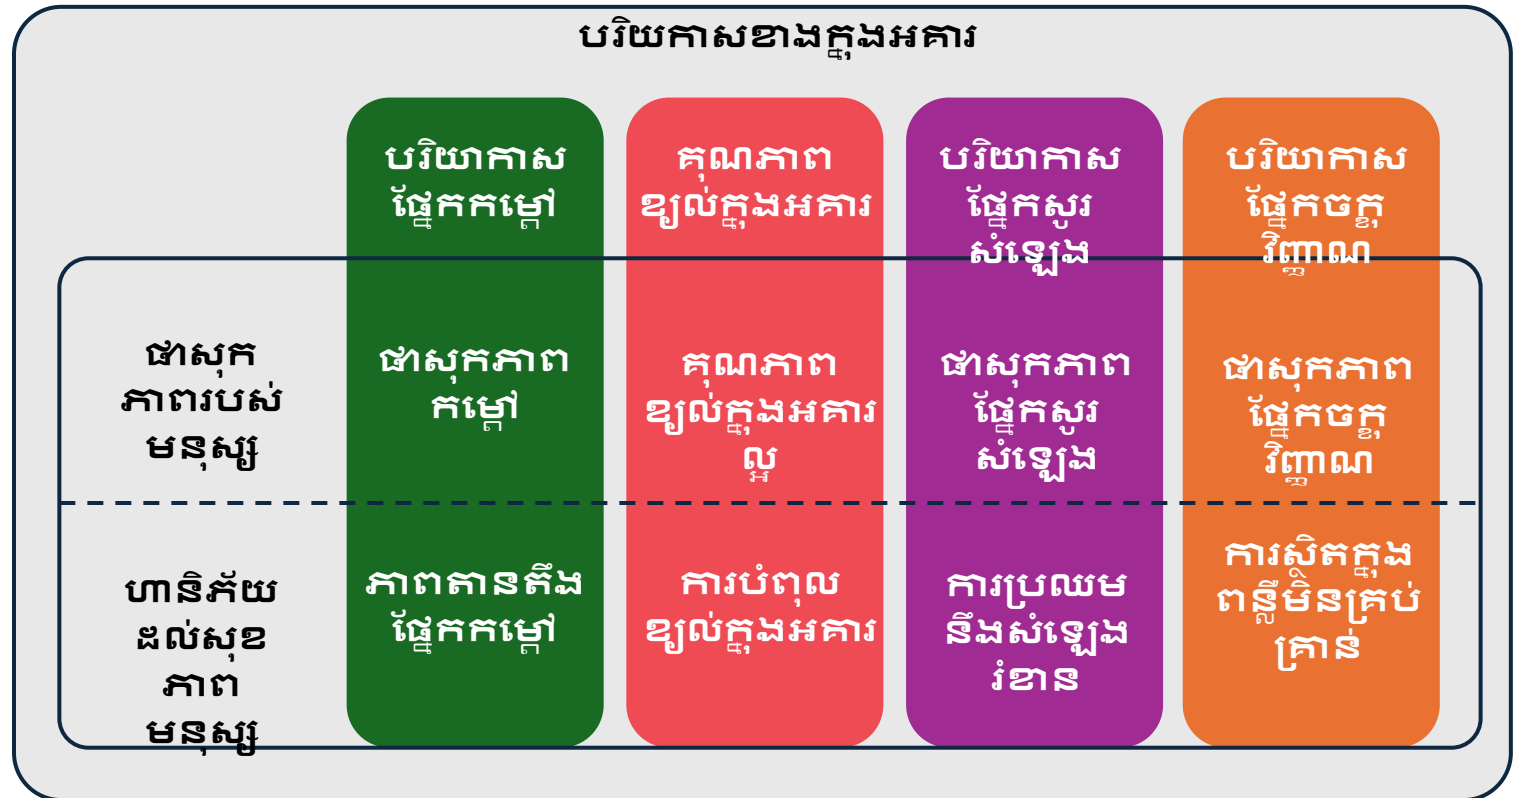 បរិយកាសខាងក្នុងអគារ
បរិយាកាស
ផ្នែកកម្តៅ
គុណភាព
ខ្យល់ក្នុងអគារ
បរិយាកាស
ផ្នែកសូរ
សំឡេង
បរិយាកាស
ផ្នែកចក្ខុ
វិញ្ញាណ
ផាសុក
ភាពរបស់
មនុស្ស
ផាសុកភាព
កម្តៅ
គុណភាព
ខ្យល់ក្នុងអគារ
ល្អ
ផាសុកភាព
ផ្នែកសូរ
សំឡេង
ផាសុកភាព
ផ្នែកចក្ខុ
វិញ្ញាណ
ហានិភ័យ
ដល់សុខ
ភាព
មនុស្ស
ភាពតានតឹង
ផ្នែកកម្តៅ
ការបំពុល
ខ្យល់ក្នុងអគារ
ការប្រឈម
នឹងសំឡេង
រំខាន
ការស្ថិតក្នុង
ពន្លឺមិនគ្រប់
គ្រាន់